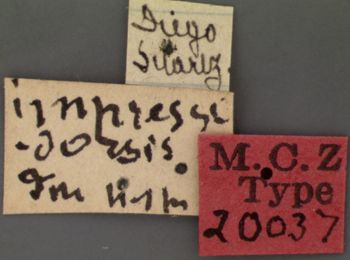 Diego
Suarez.
impressi
-dorsis.
M.C.Z
Type
20037